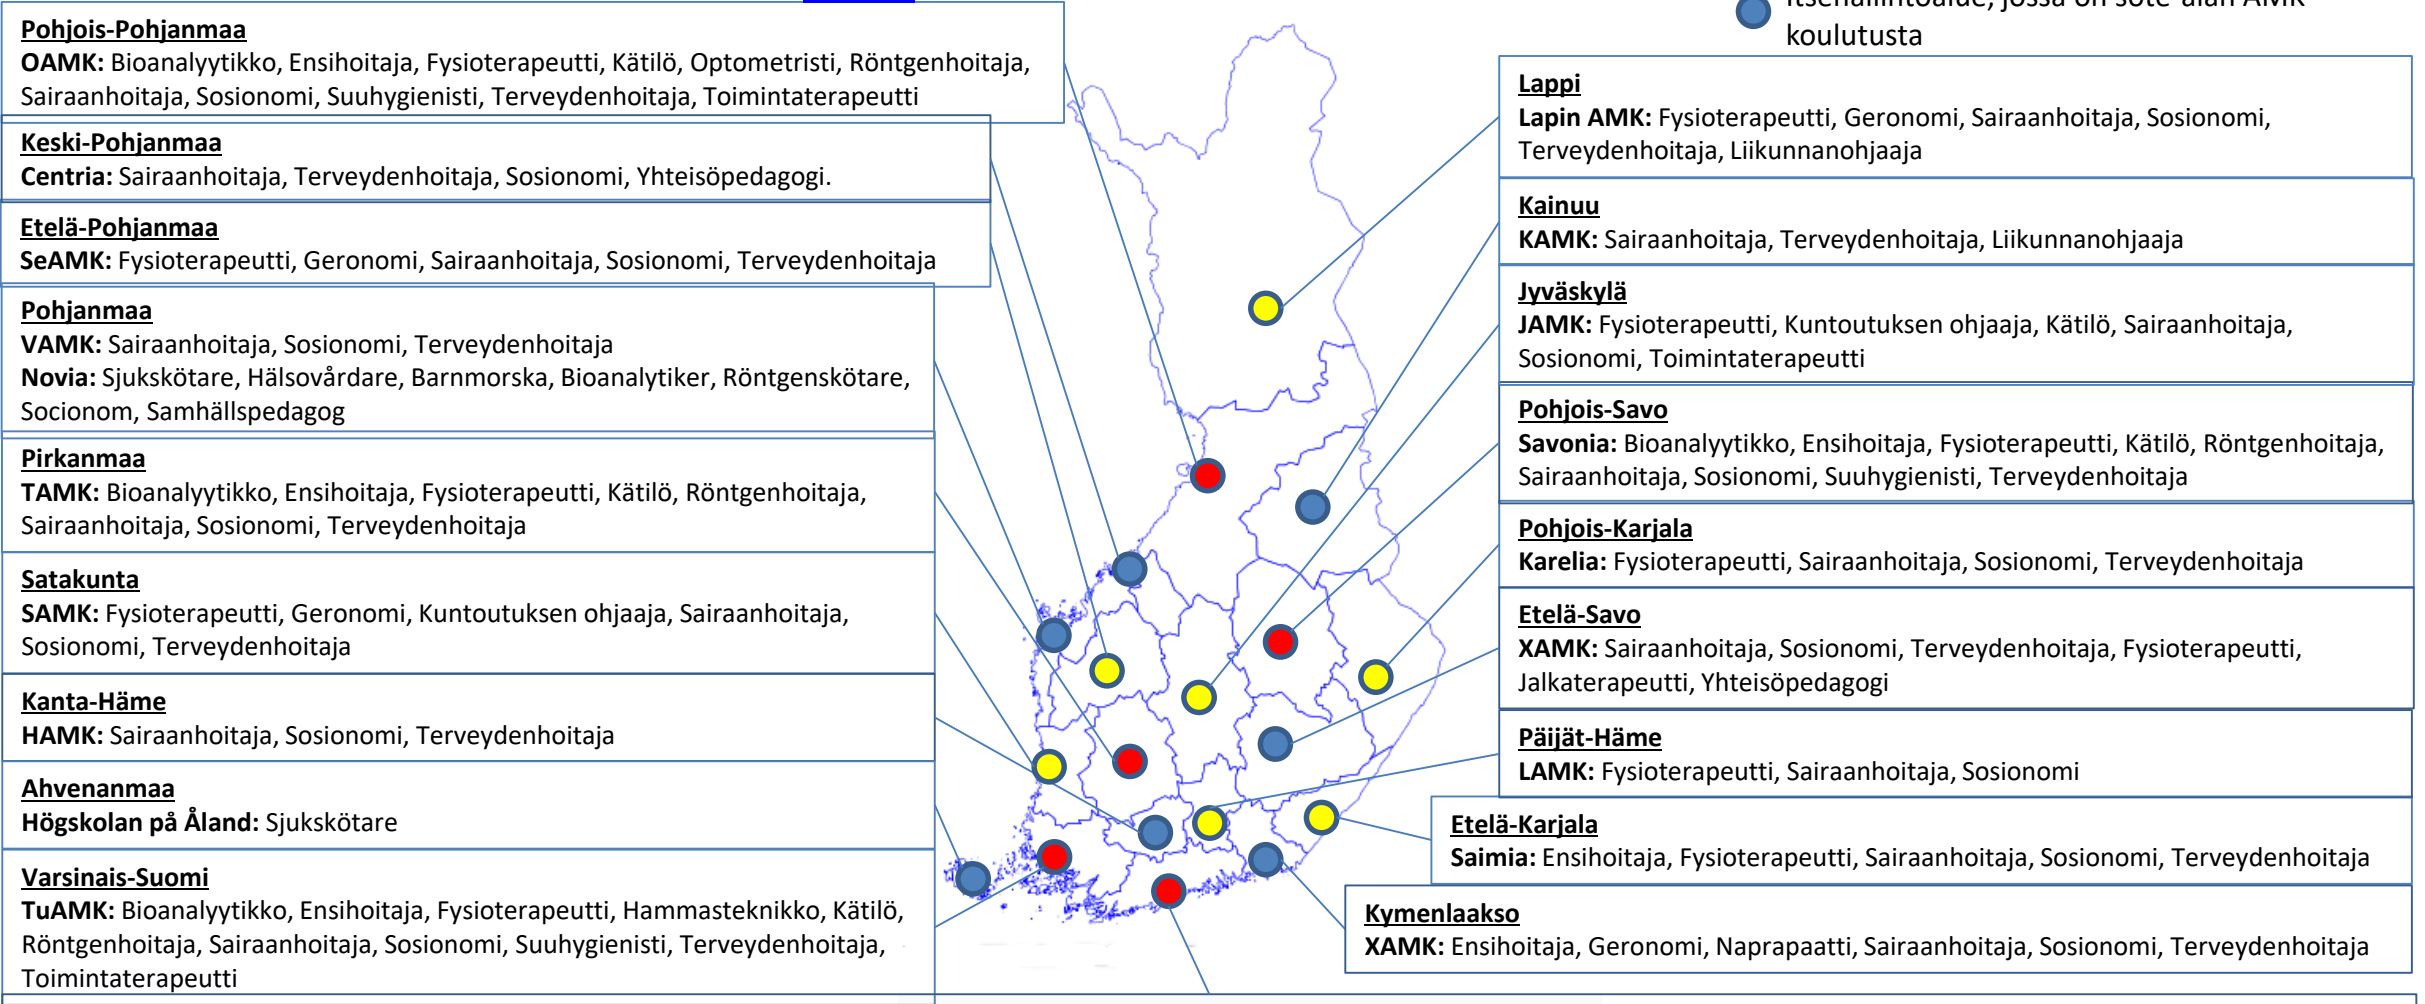 koulutusta
Pohjois-Pohjanmaa
OAMK: Bioanalyytikko, Ensihoitaja, Fysioterapeutti, Kätilö, Optometristi, Röntgenhoitaja,
Sairaanhoitaja, Sosionomi, Suuhygienisti, Terveydenhoitaja, Toimintaterapeutti
Keski-Pohjanmaa
Centria: Sairaanhoitaja, Terveydenhoitaja, Sosionomi, Yhteisöpedagogi.
Etelä-Pohjanmaa
SeAMK: Fysioterapeutti, Geronomi, Sairaanhoitaja, Sosionomi, Terveydenhoitaja
Pohjanmaa
VAMK: Sairaanhoitaja, Sosionomi, Terveydenhoitaja
Novia: Sjukskötare, Hälsovårdare, Barnmorska, Bioanalytiker, Röntgenskötare,
Socionom, Samhällspedagog
Pirkanmaa
TAMK: Bioanalyytikko, Ensihoitaja, Fysioterapeutti, Kätilö, Röntgenhoitaja,
Sairaanhoitaja, Sosionomi, Terveydenhoitaja
Satakunta
SAMK: Fysioterapeutti, Geronomi, Kuntoutuksen ohjaaja, Sairaanhoitaja,
Sosionomi, Terveydenhoitaja
Kanta-Häme
HAMK: Sairaanhoitaja, Sosionomi, Terveydenhoitaja
Ahvenanmaa
Högskolan på Åland: Sjukskötare
Varsinais-Suomi
TuAMK: Bioanalyytikko, Ensihoitaja, Fysioterapeutti, Hammasteknikko, Kätilö,
Röntgenhoitaja, Sairaanhoitaja, Sosionomi, Suuhygienisti, Terveydenhoitaja,
Toimintaterapeutti
Lappi
Lapin AMK: Fysioterapeutti, Geronomi, Sairaanhoitaja, Sosionomi,
Terveydenhoitaja, Liikunnanohjaaja
Kainuu
KAMK: Sairaanhoitaja, Terveydenhoitaja, Liikunnanohjaaja
Jyväskylä
JAMK: Fysioterapeutti, Kuntoutuksen ohjaaja, Kätilö, Sairaanhoitaja,
Sosionomi, Toimintaterapeutti
Pohjois-Savo
Savonia: Bioanalyytikko, Ensihoitaja, Fysioterapeutti, Kätilö, Röntgenhoitaja,
Sairaanhoitaja, Sosionomi, Suuhygienisti, Terveydenhoitaja
Pohjois-Karjala
Karelia: Fysioterapeutti, Sairaanhoitaja, Sosionomi, Terveydenhoitaja
Etelä-Savo
XAMK: Sairaanhoitaja, Sosionomi, Terveydenhoitaja, Fysioterapeutti,
Jalkaterapeutti, Yhteisöpedagogi
Päijät-Häme
LAMK: Fysioterapeutti, Sairaanhoitaja, Sosionomi
Etelä-Karjala
Saimia: Ensihoitaja, Fysioterapeutti, Sairaanhoitaja, Sosionomi, Terveydenhoitaja
Kymenlaakso
XAMK: Ensihoitaja, Geronomi, Naprapaatti, Sairaanhoitaja, Sosionomi, Terveydenhoitaja